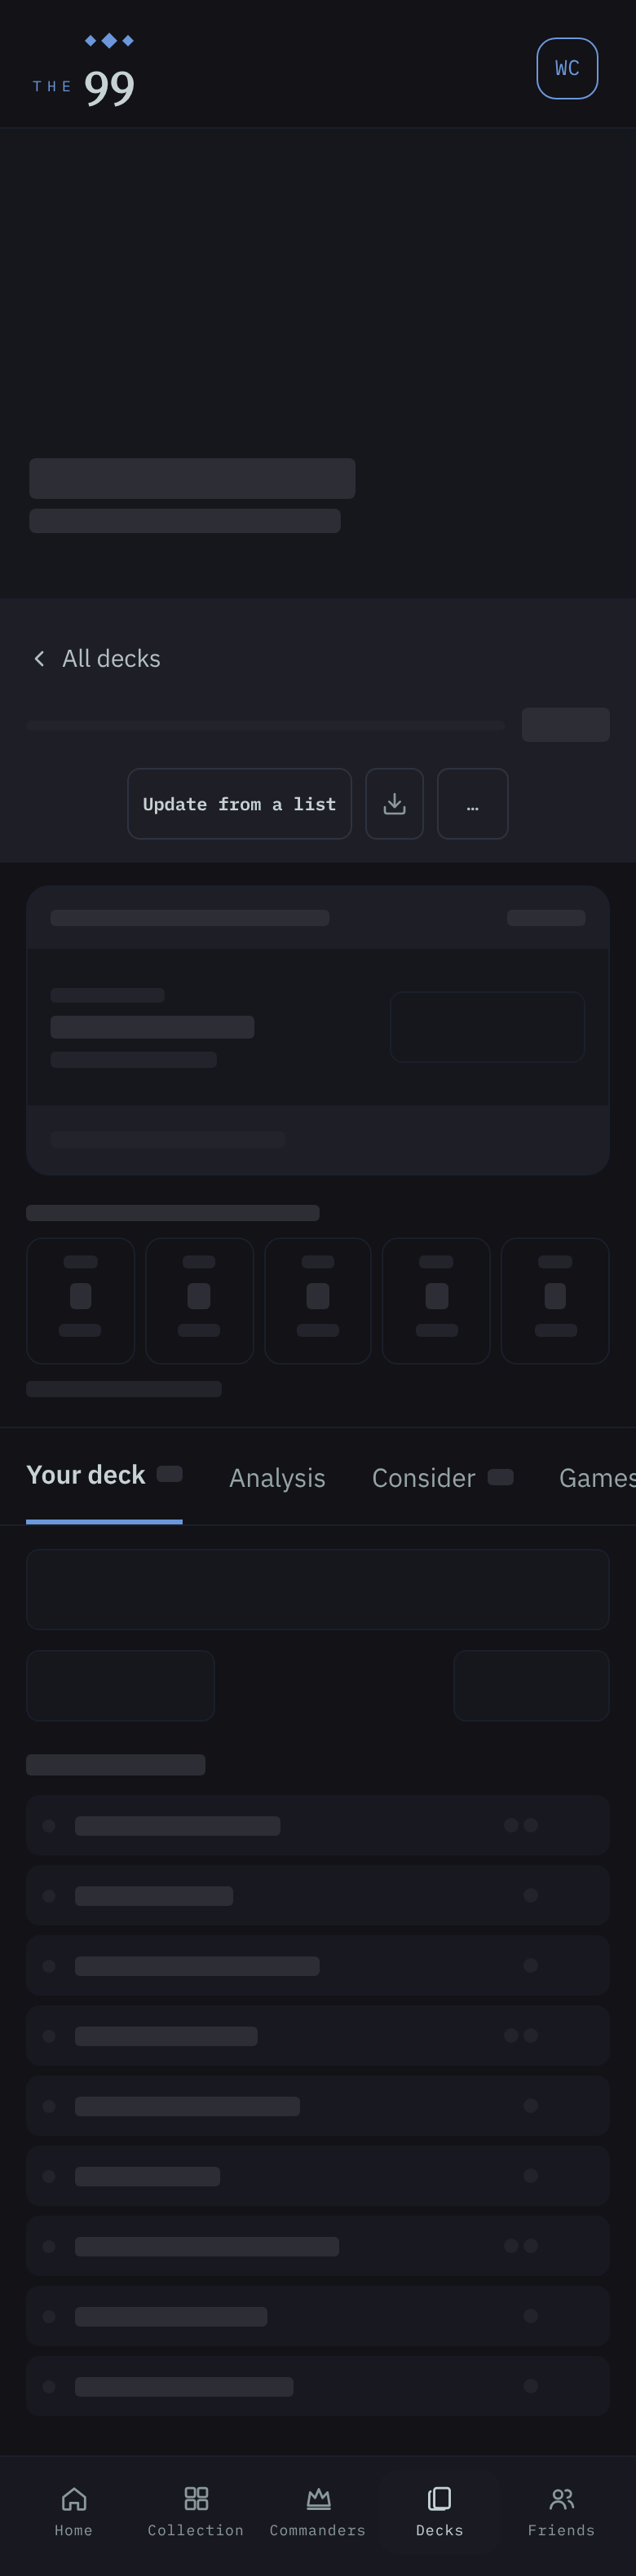 THE 99
WC
All decks
Update from a list
…
Your deck
Analysis
Consider
Games
Home
Collection
Commanders
Decks
Friends